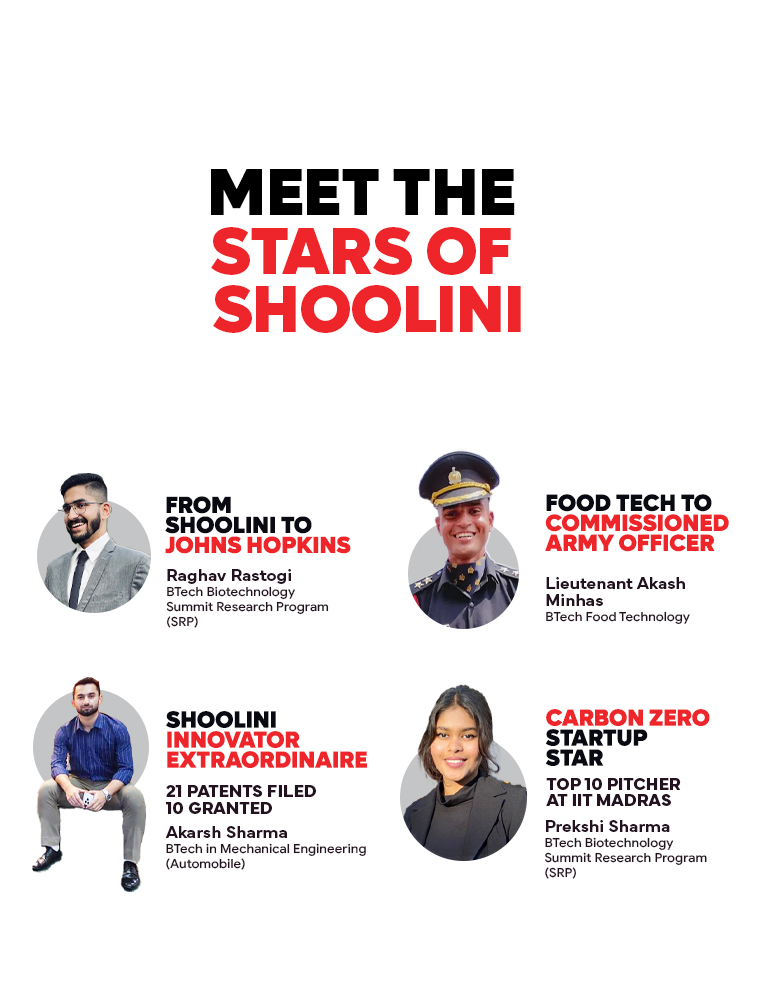 MEET THE
STARS OF
SHOOLINI
FROM
SHOOLINI TO
JOHNS HOPKINS
Raghav Rastogi
BTech Biotechnology
Summit Research Program
(SRP)
FOOD TECH TO
COMMISSIONED
ARMY OFFICER
Lieutenant Akash
Minhas
BTech Food Technology
SHOOLINI
INNOVATOR
EXTRAORDINAIRE
21 PATENTS FILED
10 GRANTED
Akarsh Sharma
BTech in Mechanical Engineering
(Automobile)
CARBON ZERO
STARTUP
STAR
TOP 10 PITCHER
AT IIT MADRAS
Prekshi Sharma
BTech Biotechnology
Summit Research Program
(SRP)